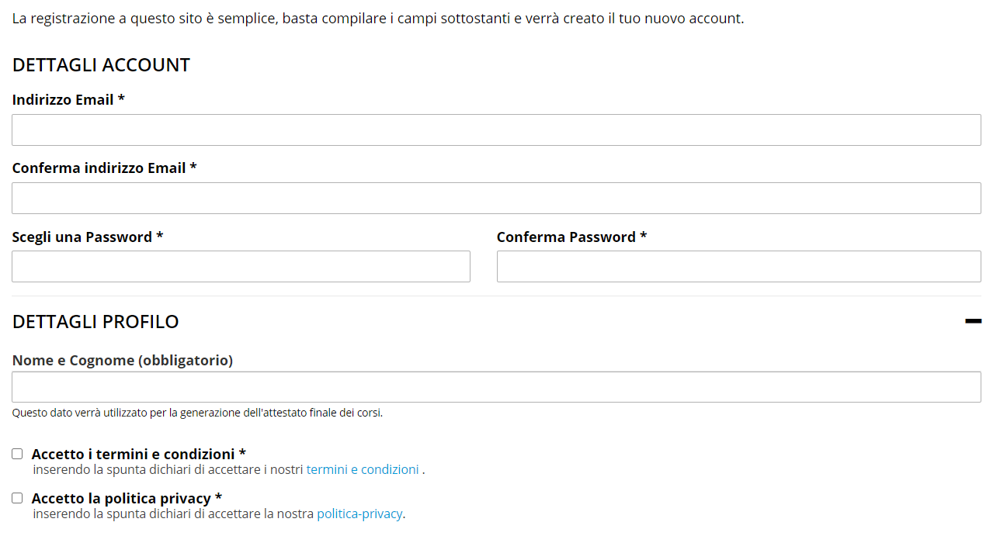 La registrazione a questo sito è semplice, basta compilare i campi sottostanti e verrà creato il tuo nuovo account.
DETTAGLI ACCOUNT
Indirizzo Email *
Conferma indirizzo Email *
Scegli una Password *
Conferma Password *
DETTAGLI PROFILO
Nome e Cognome (obbligatorio)
Questo dato verrà utilizzato per la generazione dell'attestato finale dei corsi.
Accetto i termini e condizioni *
inserendo la spunta dichiari di accettare i nostri termini e condizioni .
Accetto la politica privacy *
inserendo la spunta dichiari di accettare la nostra politica-privacy.